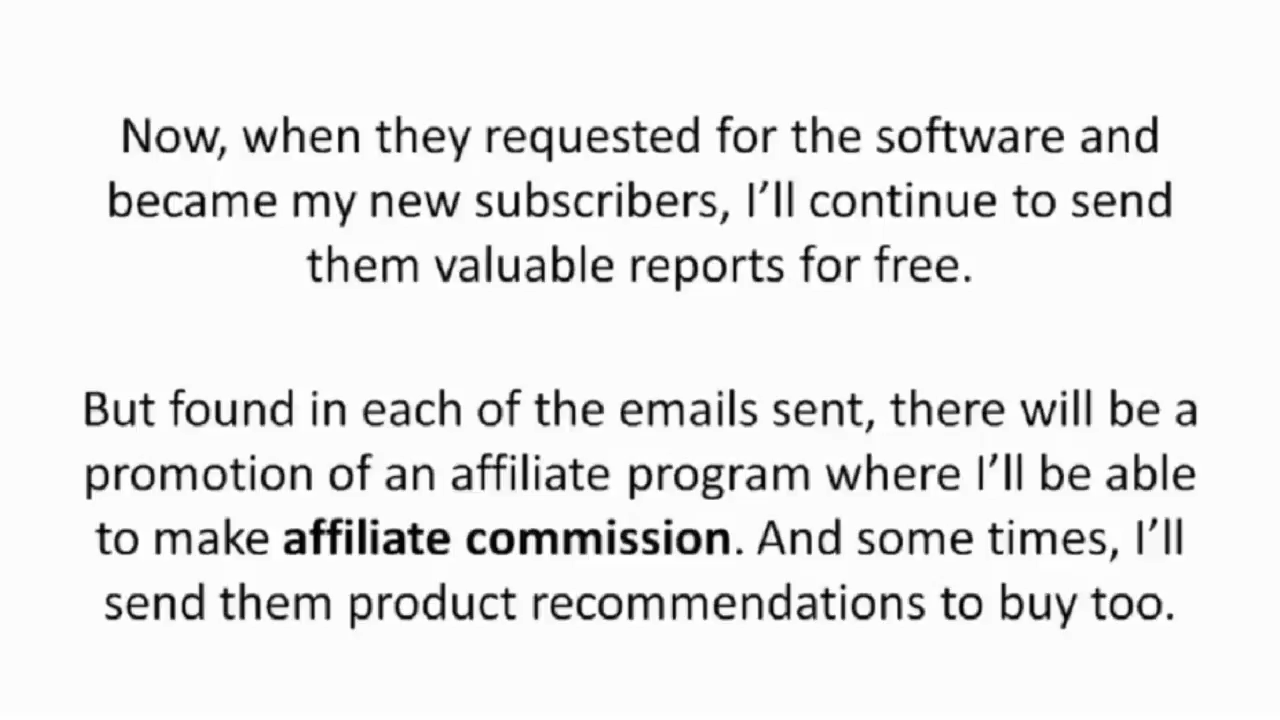 Now, when they requested for the software and
became my new subscribers, I’ll continue to send
them valuable reports for free.
But found in each of the emails sent, there will be a
promotion of an affiliate program where I’ll be able
to make affiliate commission. And some times, I’ll
send them product recommendations to buy too.